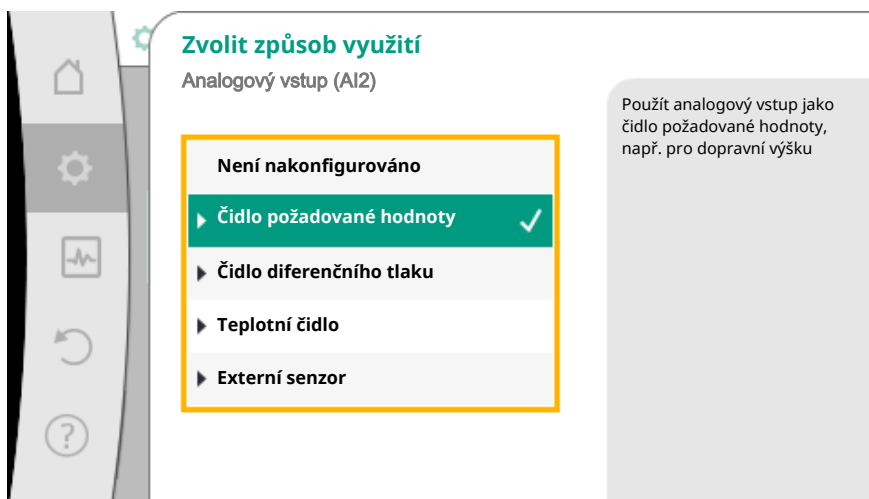 Zvolit způsob využití
Analogový vstup (AI2)
Není nakonfigurováno
Čidlo požadované hodnoty
Čidlo diferenčního tlaku
Teplotní čidlo
Externí senzor
Použít analogový vstup jako
čidlo požadované hodnoty,
např. pro dopravní výšku